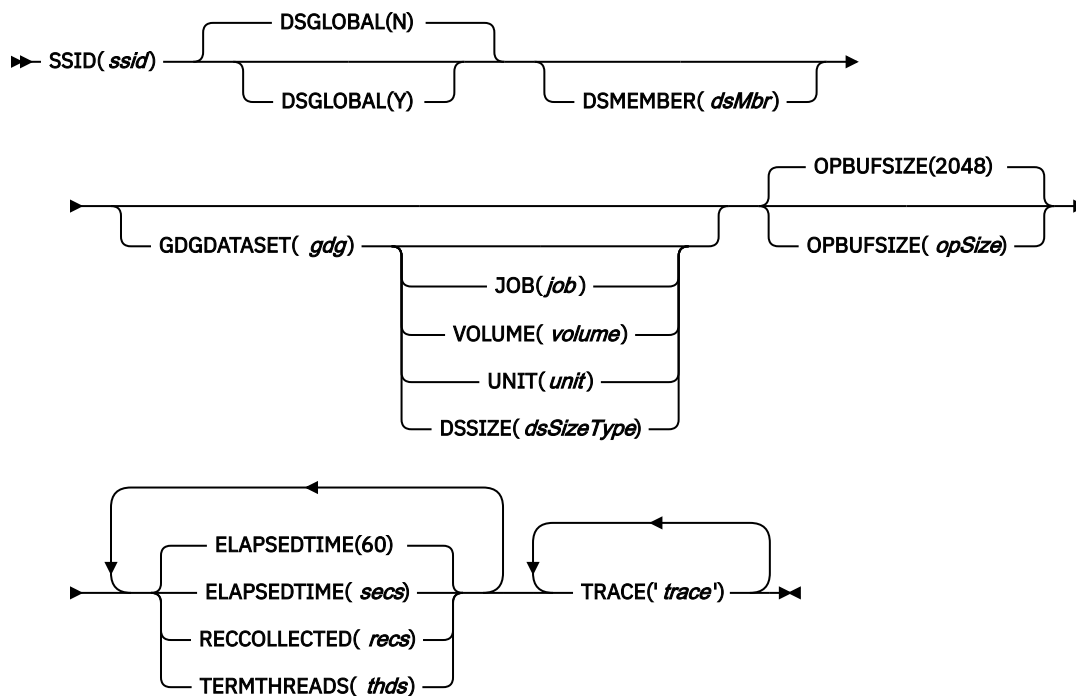 DSGLOBAL(N)
SSID( ssid)
DSGLOBAL(Y)
DSMEMBER( dsMbr)
OPBUFSIZE(2048)
GDGDATASET( gdg)
OPBUFSIZE( opSize)
JOB(job)
VOLUME( volume)
UNIT(unit)
DSSIZE( dsSizeType)
ELAPSEDTIME(60)
ELAPSEDTIME( secs)
TRACE(' trace')
RECCOLLECTED( recs)
TERMTHREADS( thds)